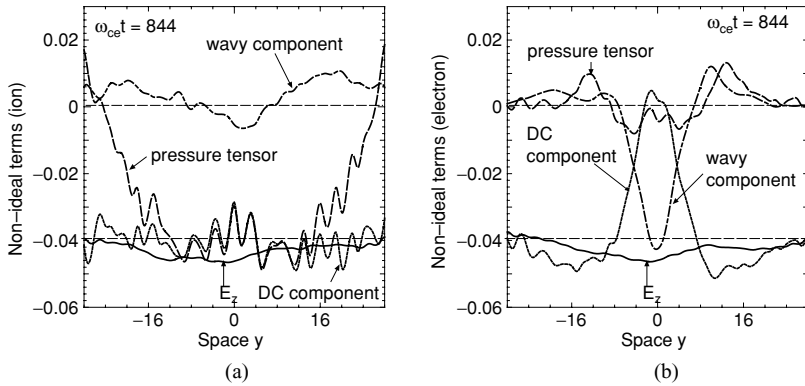 ω_ce t = 844
0.02
wavy component
0
−0.02
pressure tensor
−0.04
E_z
DC component
−0.06
−16
0
16
Non−ideal terms (ion)
Space y
(a)
ω_ce t = 844
0.02
pressure tensor
0
DC
component
wavy
component
−0.02
−0.04
E_z
−0.06
−16
0
16
Non−ideal terms (electron)
Space y
(b)